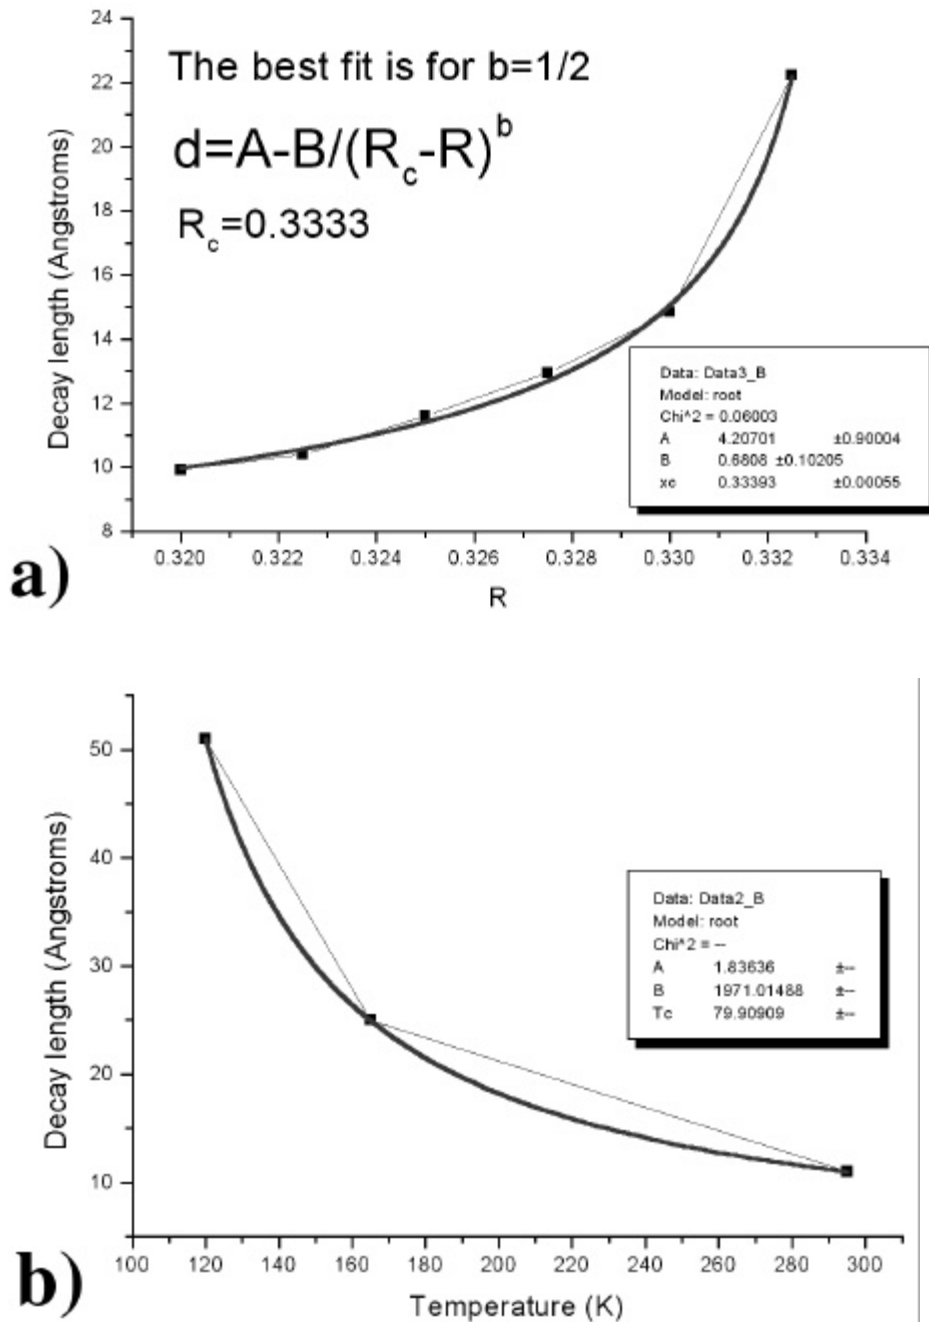 24
22
20
18
16
14
12
10
8
Decay length (Angstroms)
The best fit is for b=1/2
d=A-B/(R_c-R)^b
R_c=0.3333
Data: Data3_B
Model: root
Chi^2 = 0.06003
A 4.20701 ±0.90004
B 0.6808 ±0.10205
xc 0.33393 ±0.00055
0.320 0.322 0.324 0.326 0.328 0.330 0.332 0.334
R
a)
50
40
30
20
10
Decay length (Angstroms)
Data: Data2_B
Model: root
Chi^2 = --
A 1.83636 ±--
B 1971.01488 ±--
Tc 79.90909 ±--
100 120 140 160 180 200 220 240 260 280 300
Temperature (K)
b)